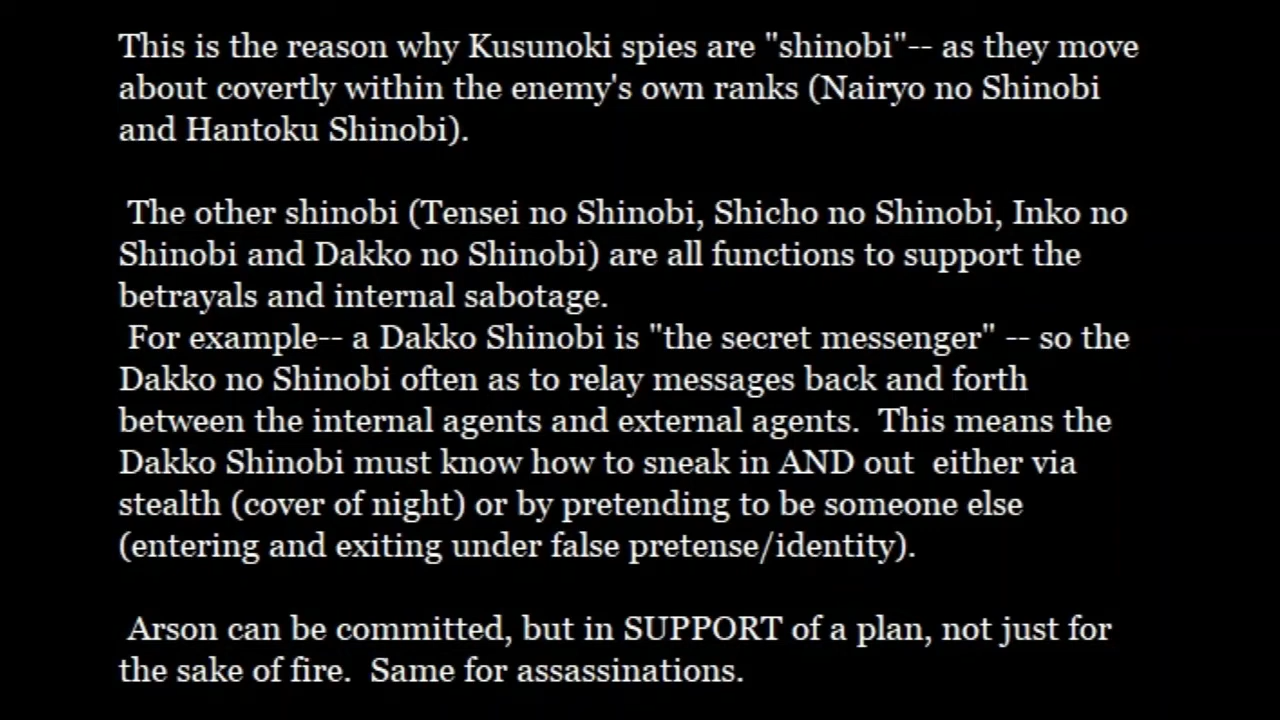 This is the reason why Kusunoki spies are "shinobi"-- as they move
about covertly within the enemy's own ranks (Nairyo no Shinobi
and Hantoku Shinobi).
The other shinobi (Tensei no Shinobi, Shicho no Shinobi, Inko no
Shinobi and Dakko no Shinobi) are all functions to support the
betrayals and internal sabotage.
For example-- a Dakko Shinobi is "the secret messenger" -- so the
Dakko no Shinobi often as to relay messages back and forth
between the internal agents and external agents.  This means the
Dakko Shinobi must know how to sneak in AND out  either via
stealth (cover of night) or by pretending to be someone else
(entering and exiting under false pretense/identity).
Arson can be committed, but in SUPPORT of a plan, not just for
the sake of fire.  Same for assassinations.